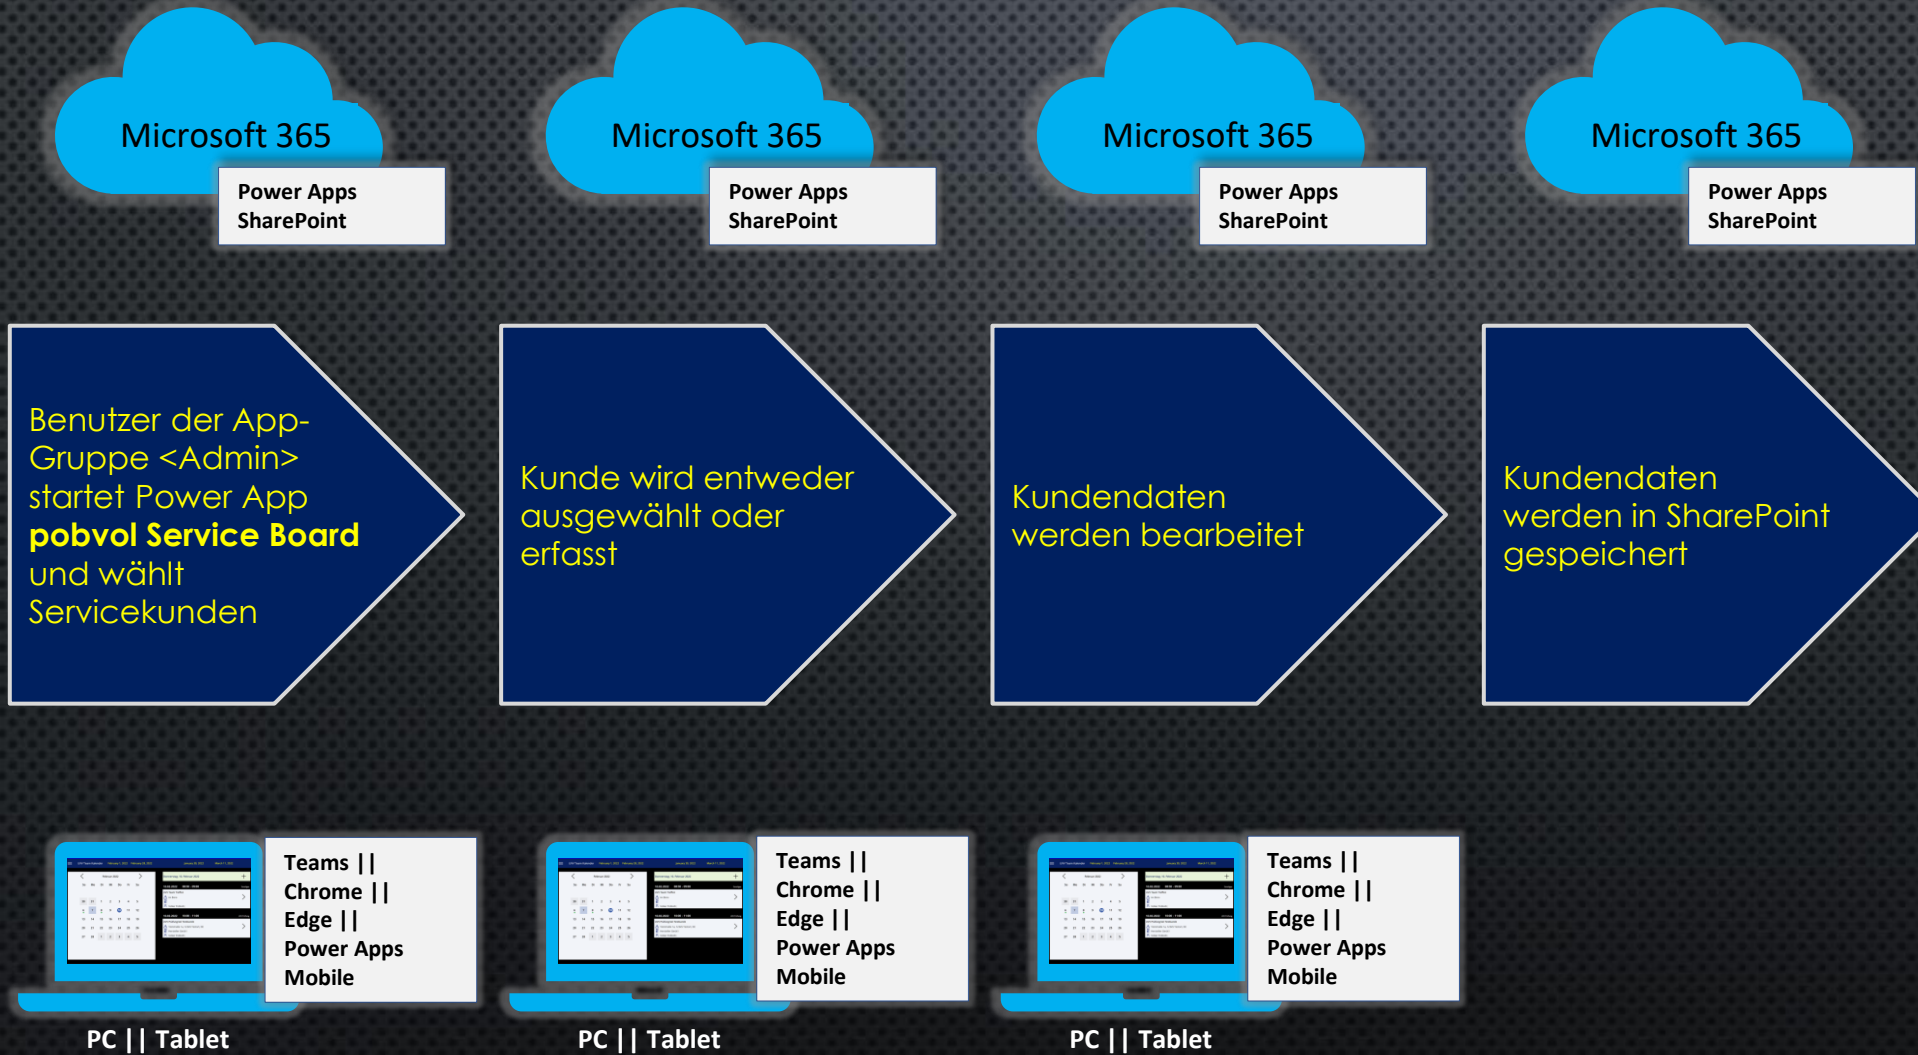 Microsoft 365
Power Apps
SharePoint
Microsoft 365
Power Apps
SharePoint
Microsoft 365
Power Apps
SharePoint
Microsoft 365
Power Apps
SharePoint
Benutzer der App-
Gruppe <Admin>
startet Power App
pobvol Service Board
und wählt
Servicekunden
Kunde wird entweder
ausgewählt oder
erfasst
Kundendaten
werden bearbeitet
Kundendaten
werden in SharePoint
gespeichert
Teams ||
Chrome ||
Edge ||
Power Apps
Mobile
PC || Tablet
Teams ||
Chrome ||
Edge ||
Power Apps
Mobile
PC || Tablet
Teams ||
Chrome ||
Edge ||
Power Apps
Mobile
PC || Tablet